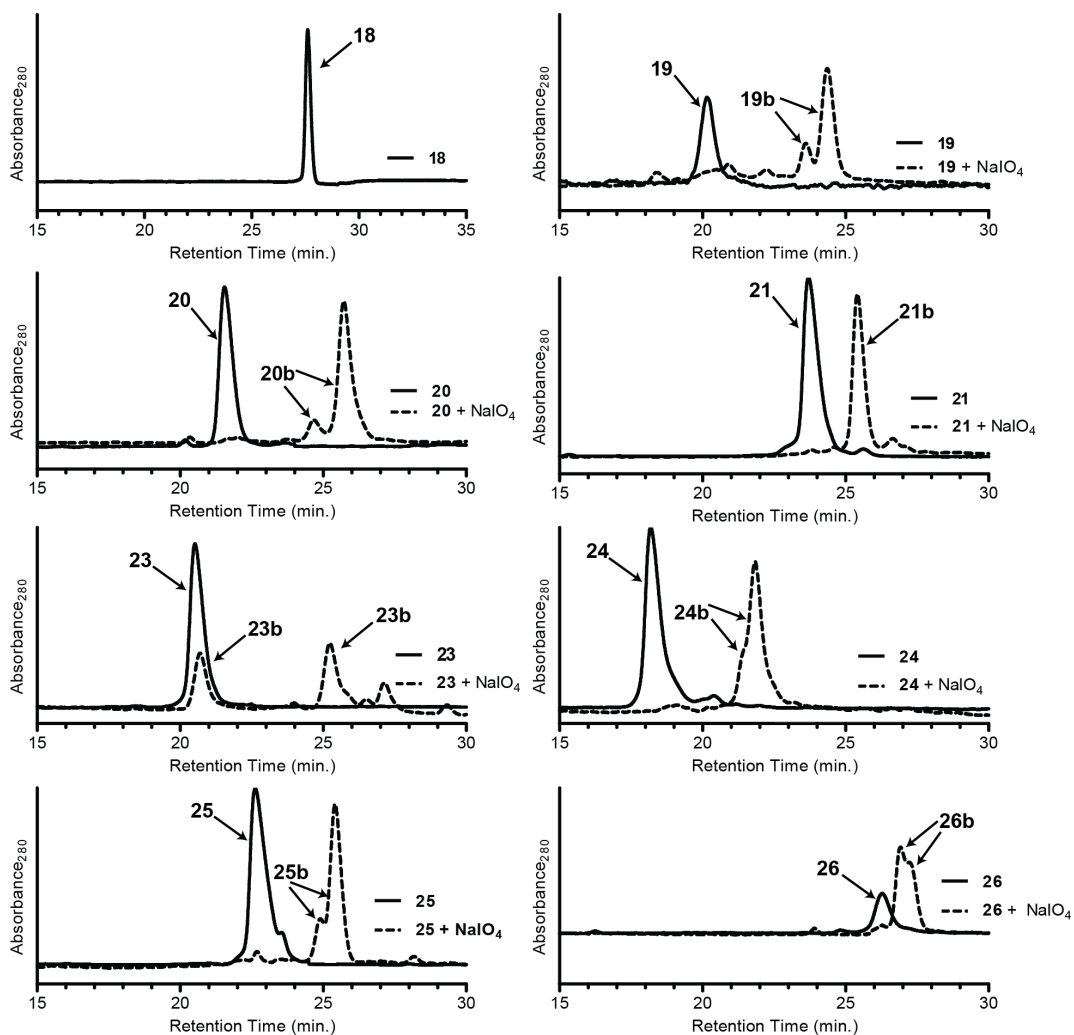 Absorbance280
18
18
15 20 25 30 35
Retention Time (min.)
Absorbance280
19
19b
19
19 + NaIO4
15 20 25 30
Retention Time (min.)
Absorbance280
20
20b
20
20 + NaIO4
15 20 25 30
Retention Time (min.)
Absorbance280
21
21b
21
21 + NaIO4
15 20 25 30
Retention Time (min.)
Absorbance280
23
23b
23b
23
23 + NaIO4
15 20 25 30
Retention Time (min.)
Absorbance280
24
24b
24
24 + NaIO4
15 20 25 30
Retention Time (min.)
Absorbance280
25
25b
25
25 + NaIO4
15 20 25 30
Retention Time (min.)
Absorbance280
26
26b
26
26 + NaIO4
15 20 25 30
Retention Time (min.)